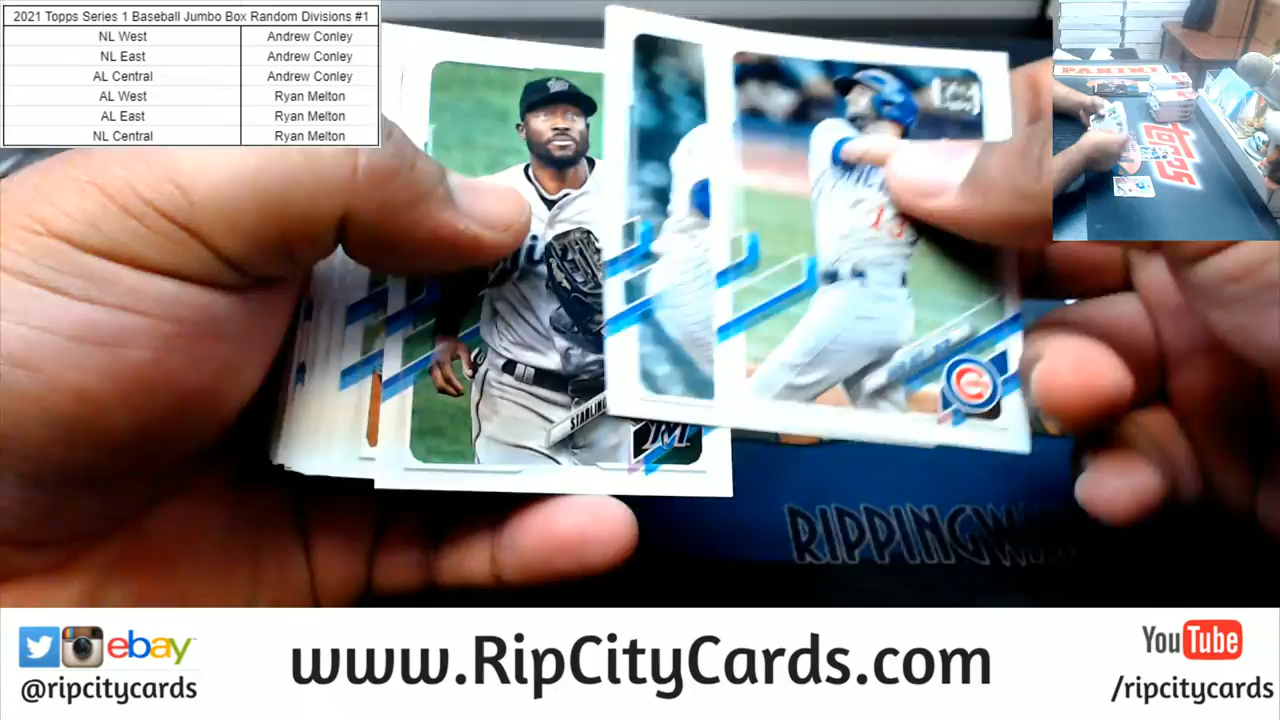 2021 Topps Series 1 Baseball Jumbo Box Random Divisions #1
NL West Andrew Conley
NL East Andrew Conley
AL Central Andrew Conley
AL West Ryan Melton
AL East Ryan Melton
NL Central Ryan Melton
PANINI
topps
STARLING
M
C
13
ebay
@ripcitycards
www.RipCityCards.com
YouTube
/ripcitycards